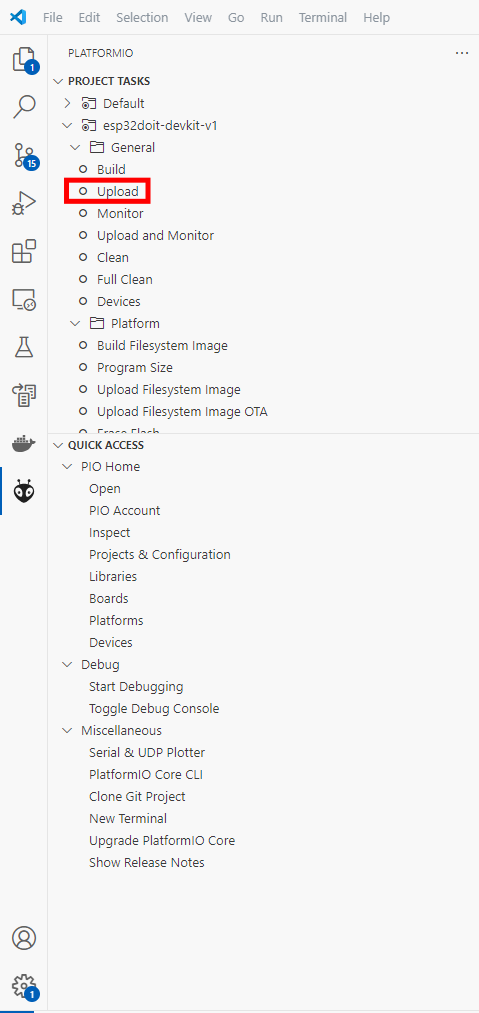 File Edit Selection View Go Run Terminal Help
PLATFORMIO
1
PROJECT TASKS
Default
esp32doit-devkit-v1
General
15
Build
Upload
Monitor
Upload and Monitor
Clean
Full Clean
Devices
Platform
Build Filesystem Image
Program Size
Upload Filesystem Image
Upload Filesystem Image OTA
Erase Flash
QUICK ACCESS
PIO Home
Open
PIO Account
Inspect
Projects & Configuration
Libraries
Boards
Platforms
Devices
Debug
Start Debugging
Toggle Debug Console
Miscellaneous
Serial & UDP Plotter
PlatformIO Core CLI
Clone Git Project
New Terminal
Upgrade PlatformIO Core
Show Release Notes
1